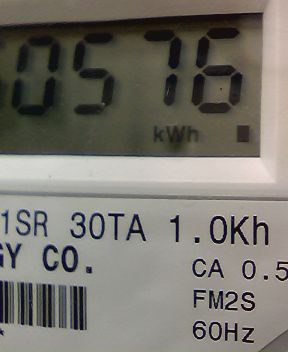 0576
kWh
1SR 30TA 1.0Kh
GY CO.
CA 0.5
FM2S
60Hz